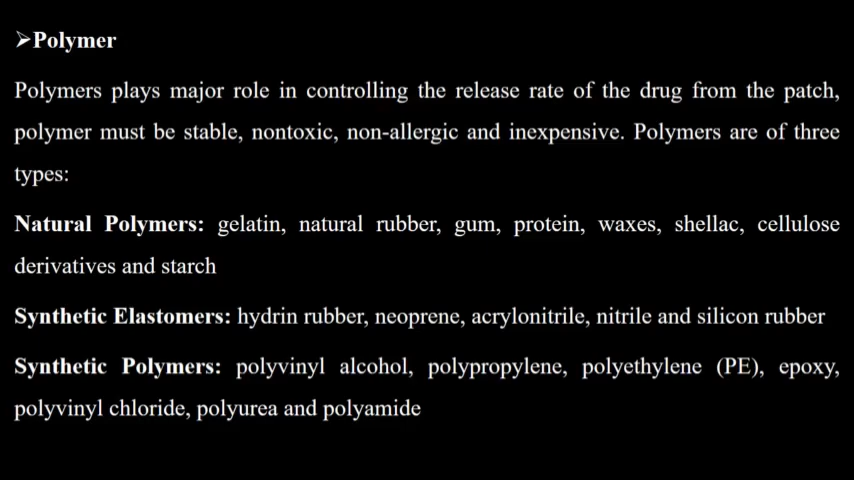 ➢Polymer
Polymers plays major role in controlling the release rate of the drug from the patch,
polymer must be stable, nontoxic, non-allergic and inexpensive. Polymers are of three
types:
Natural Polymers: gelatin, natural rubber, gum, protein, waxes, shellac, cellulose
derivatives and starch
Synthetic Elastomers: hydrin rubber, neoprene, acrylonitrile, nitrile and silicon rubber
Synthetic Polymers: polyvinyl alcohol, polypropylene, polyethylene (PE), epoxy,
polyvinyl chloride, polyurea and polyamide